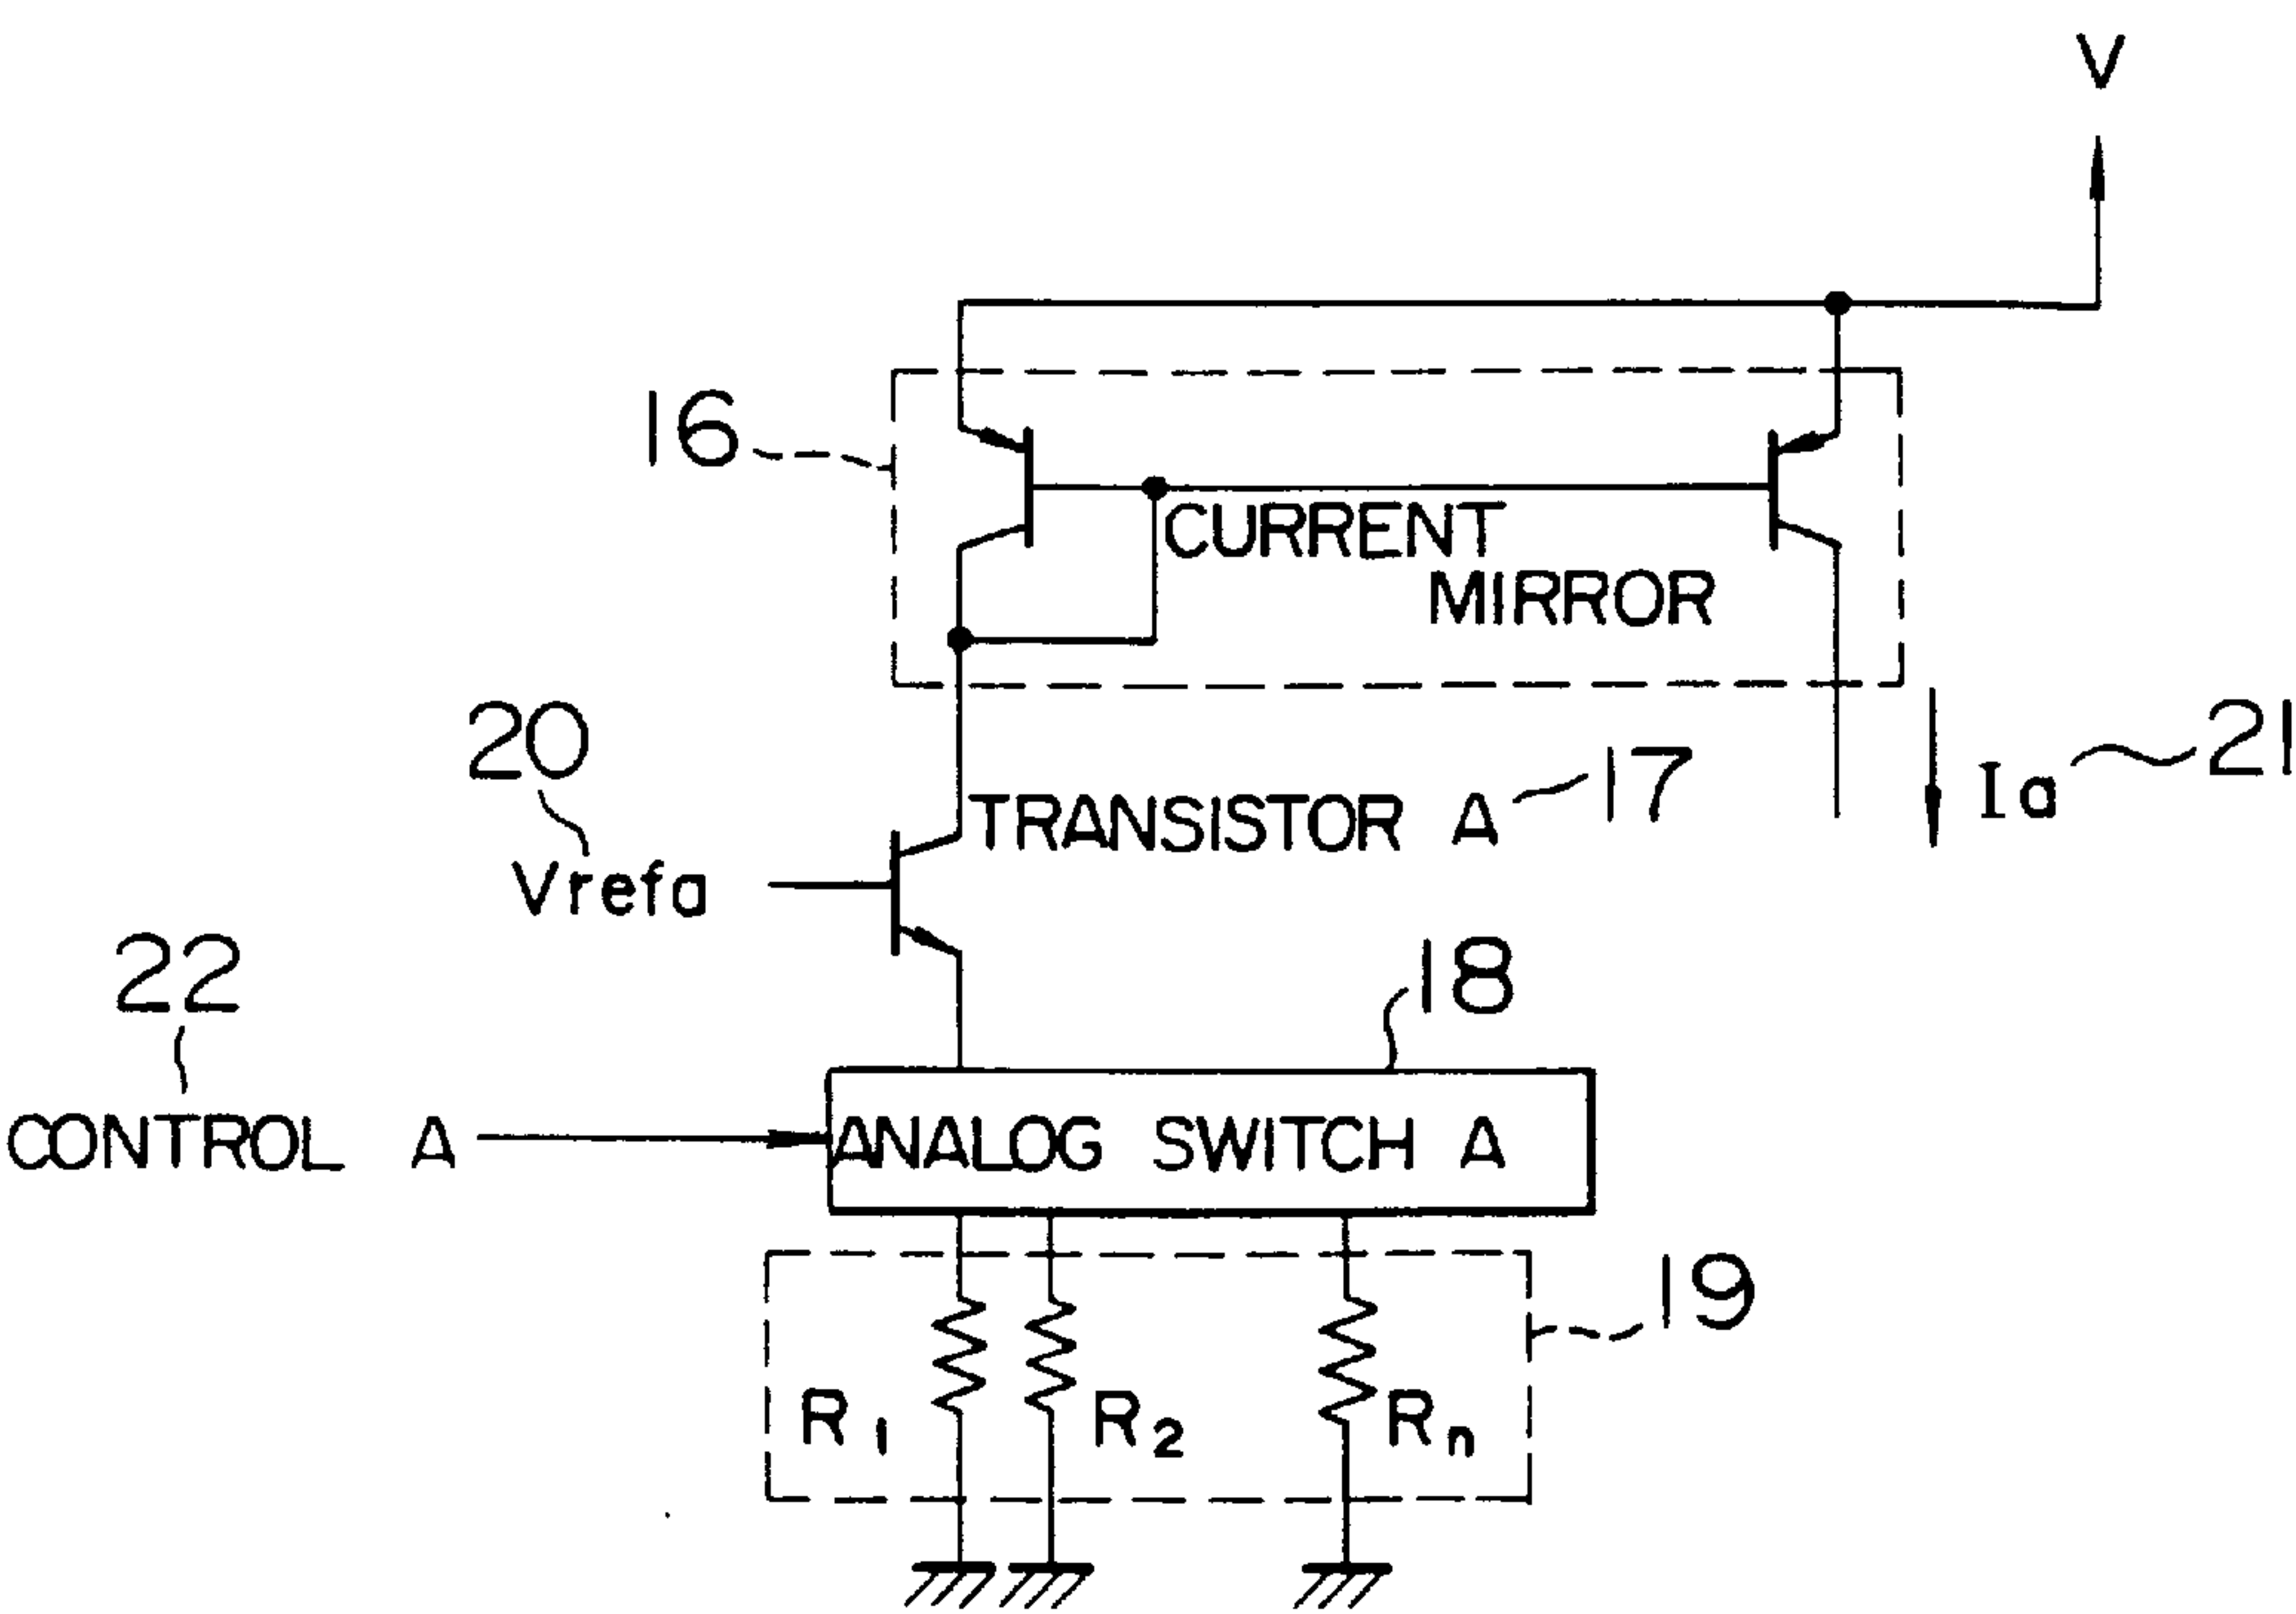 V
16
CURRENT
MIRROR
20
21
TRANSISTOR A
17
Ia
Vrefa
22
18
CONTROL A
ANALOG SWITCH A
19
R1
R2
Rn